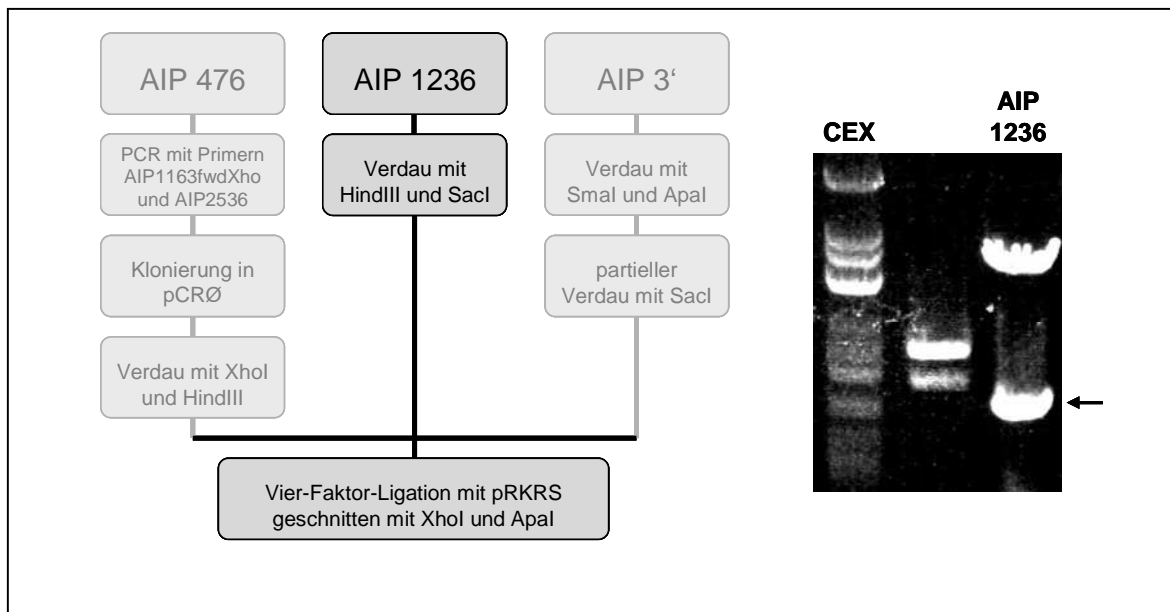 AIP 476
PCR mit Primern
AIP1163fwdXho
und AIP2536
Klonierung in
pCRØ
Verdau mit XhoI
und HindIII
AIP 1236
Verdau mit
HindIII und SacI
AIP 3‘
Verdau mit
SmaI und ApaI
partieller
Verdau mit SacI
Vier-Faktor-Ligation mit pRKRS
geschnitten mit XhoI und ApaI
CEX
AIP
1236